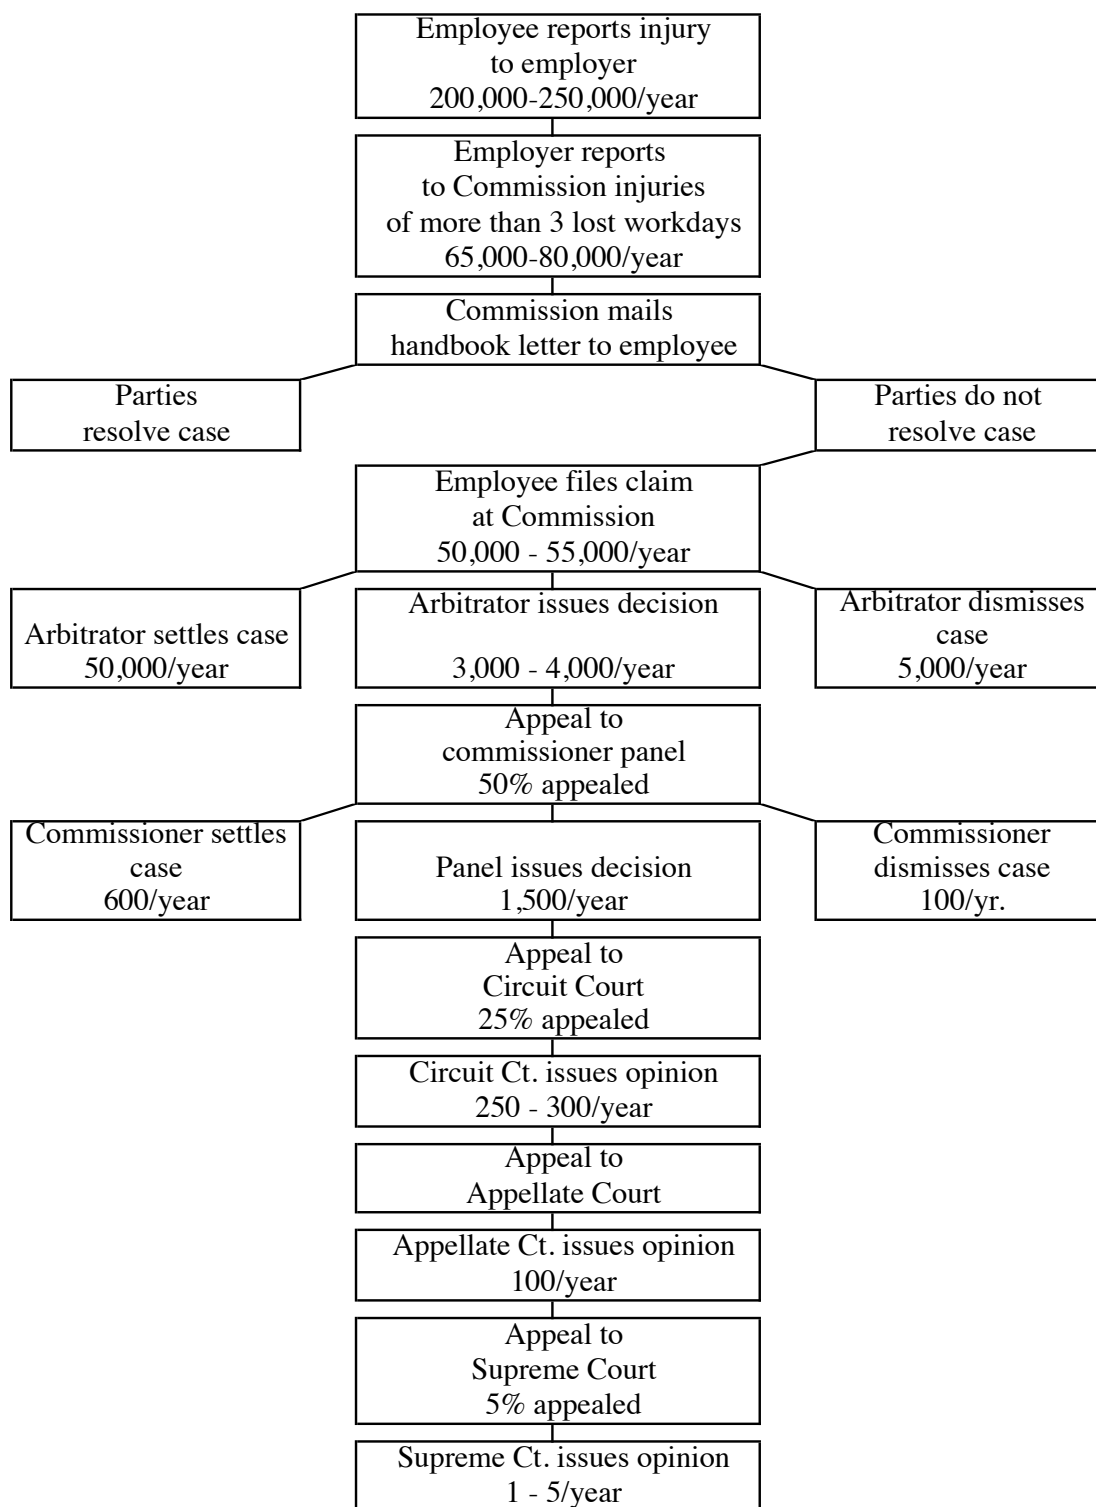 Employee reports injury
to employer
200,000-250,000/year
Employer reports
to Commission injuries
of more than 3 lost workdays
65,000-80,000/year
Commission mails
handbook letter to employee
Parties
resolve case
Parties do not
resolve case
Employee files claim
at Commission
50,000 - 55,000/year
Arbitrator settles case
50,000/year
Arbitrator issues decision
3,000 - 4,000/year
Arbitrator dismisses
case
5,000/year
Appeal to
commissioner panel
50% appealed
Commissioner settles
case
600/year
Panel issues decision
1,500/year
Commissioner
dismisses case
100/yr.
Appeal to
Circuit Court
25% appealed
Circuit Ct. issues opinion
250 - 300/year
Appeal to
Appellate Court
Appellate Ct. issues opinion
100/year
Appeal to
Supreme Court
5% appealed
Supreme Ct. issues opinion
1 - 5/year